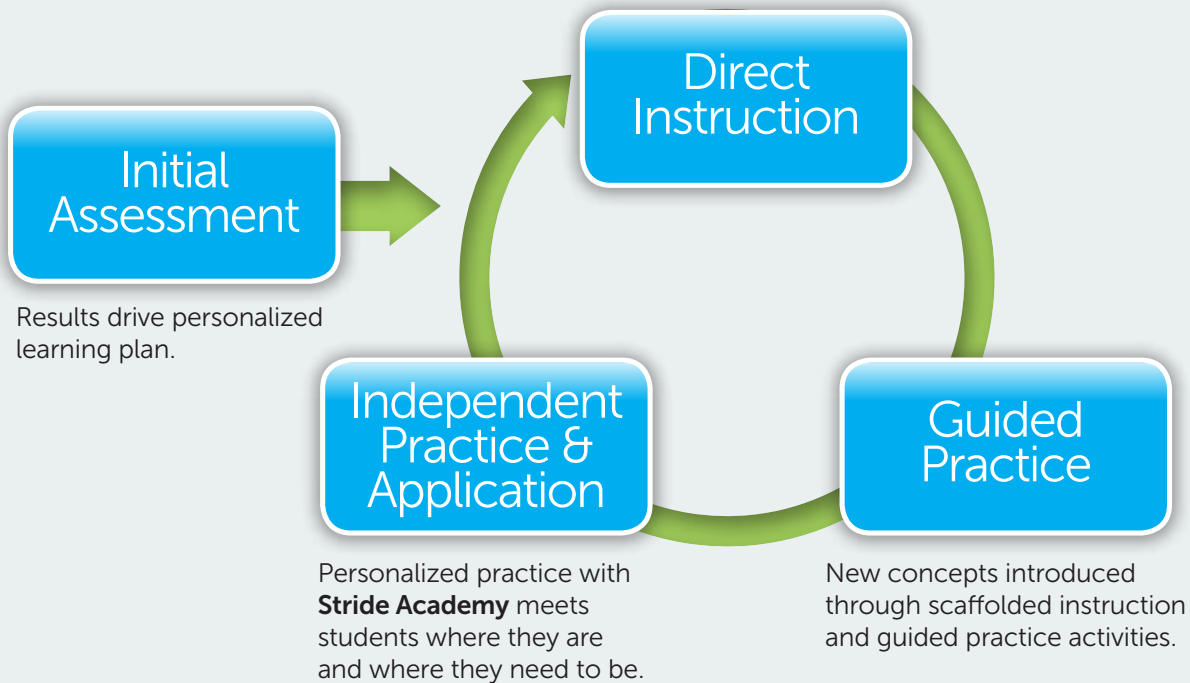 Direct
Instruction
Initial
Assessment
Results drive personalized
learning plan.
Independent
Practice &
Application
Guided
Practice
Personalized practice with
Stride Academy meets
students where they are
and where they need to be.
New concepts introduced
through scaffolded instruction
and guided practice activities.